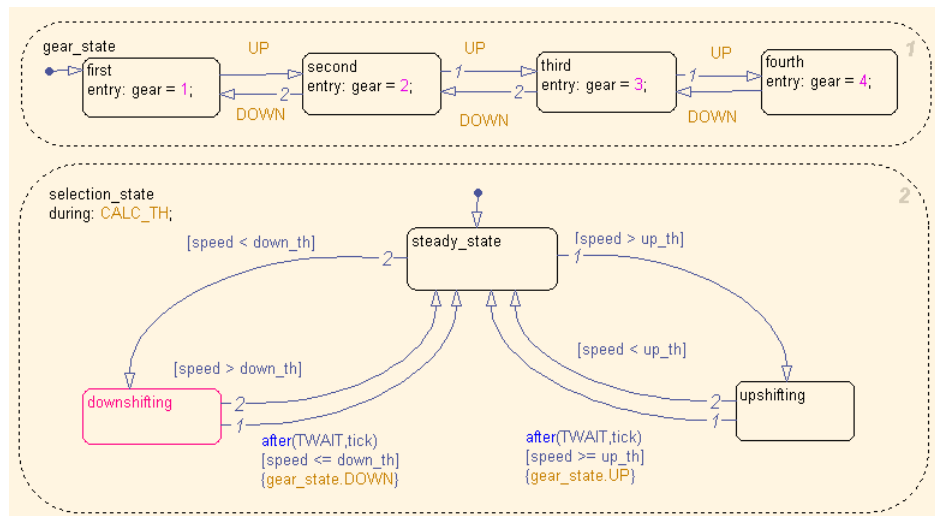 gear_state
1
UP
UP
UP
first
entry: gear = 1;
second
entry: gear = 2;
third
entry: gear = 3;
fourth
entry: gear = 4;
1
1
2
2
DOWN
DOWN
DOWN
selection_state
during: CALC_TH;
2
[speed < down_th]
steady_state
[speed > up_th]
2
1
[speed > down_th]
[speed < up_th]
downshifting
2
1
upshifting
2
1
after(TWAIT,tick)
[speed <= down_th]
{gear_state.DOWN}
after(TWAIT,tick)
[speed >= up_th]
{gear_state.UP}